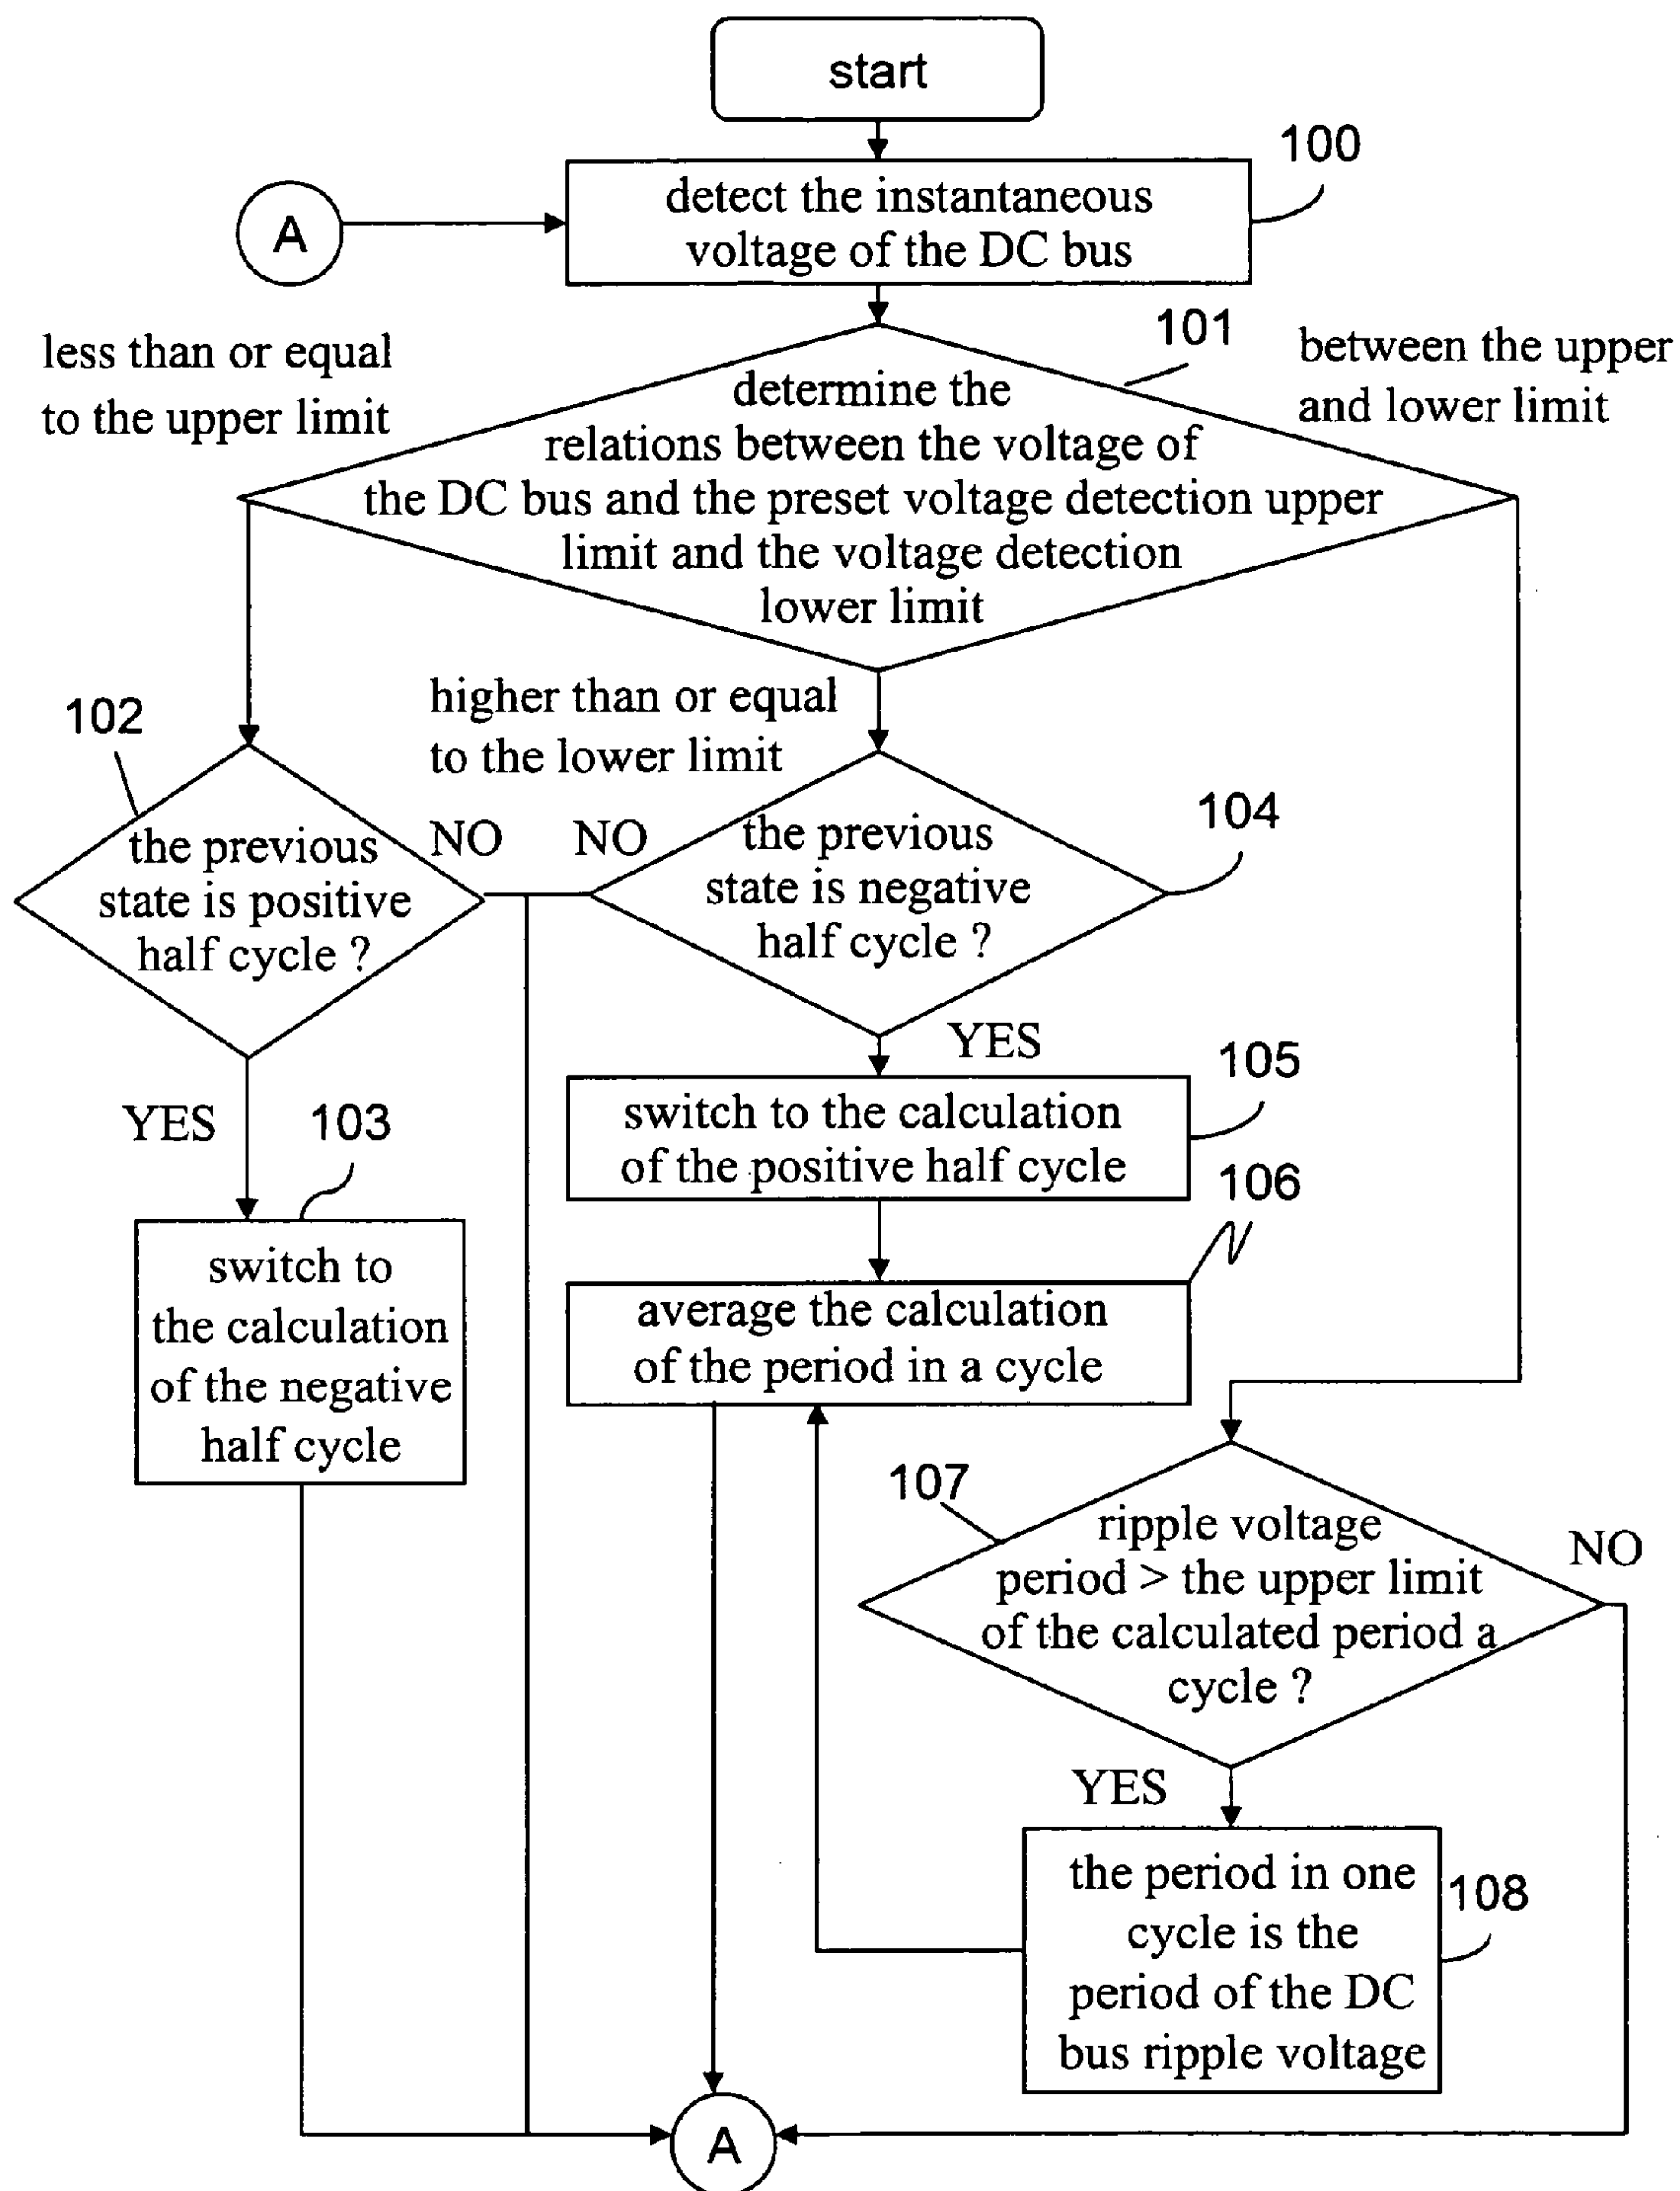 start
100
detect the instantaneous
voltage of the DC bus
A
less than or equal
to the upper limit
101
between the upper
and lower limit
determine the
relations between the voltage of
the DC bus and the preset voltage detection upper
limit and the voltage detection
lower limit
higher than or equal
to the lower limit
102
the previous
state is positive
half cycle ?
NO
NO
the previous
state is negative
half cycle ?
104
YES
105
switch to the calculation
of the positive half cycle
YES
103
switch to
the calculation
of the negative
half cycle
106
average the calculation
of the period in a cycle
107
ripple voltage
period > the upper limit
of the calculated period a
cycle ?
NO
YES
the period in one
cycle is the
period of the DC
bus ripple voltage
108
A